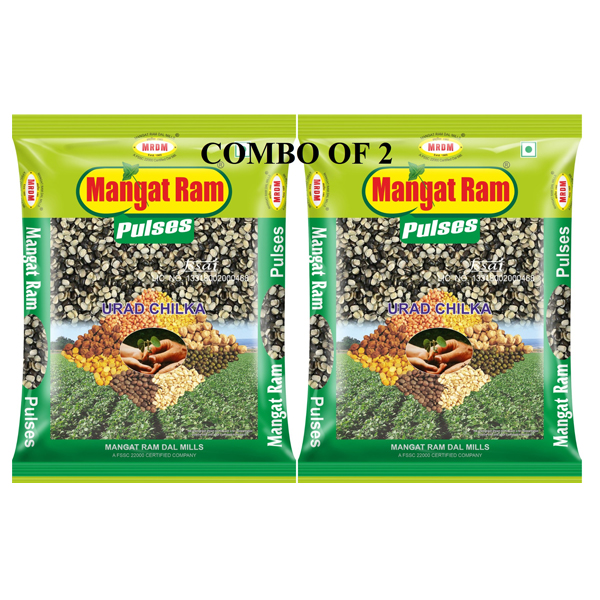 COMBO OF 2
MRDM
Mangat Ram
Pulses
fssai
URAD CHILKA
MANGAT RAM DAL MILLS
A FSSC 22000 CERTIFIED COMPANY
Mangat Ram
Pulses
MRDM
MRDM
Mangat Ram
Pulses
fssai
URAD CHILKA
MANGAT RAM DAL MILLS
A FSSC 22000 CERTIFIED COMPANY
MRDM
Pulses
Mangat Ram